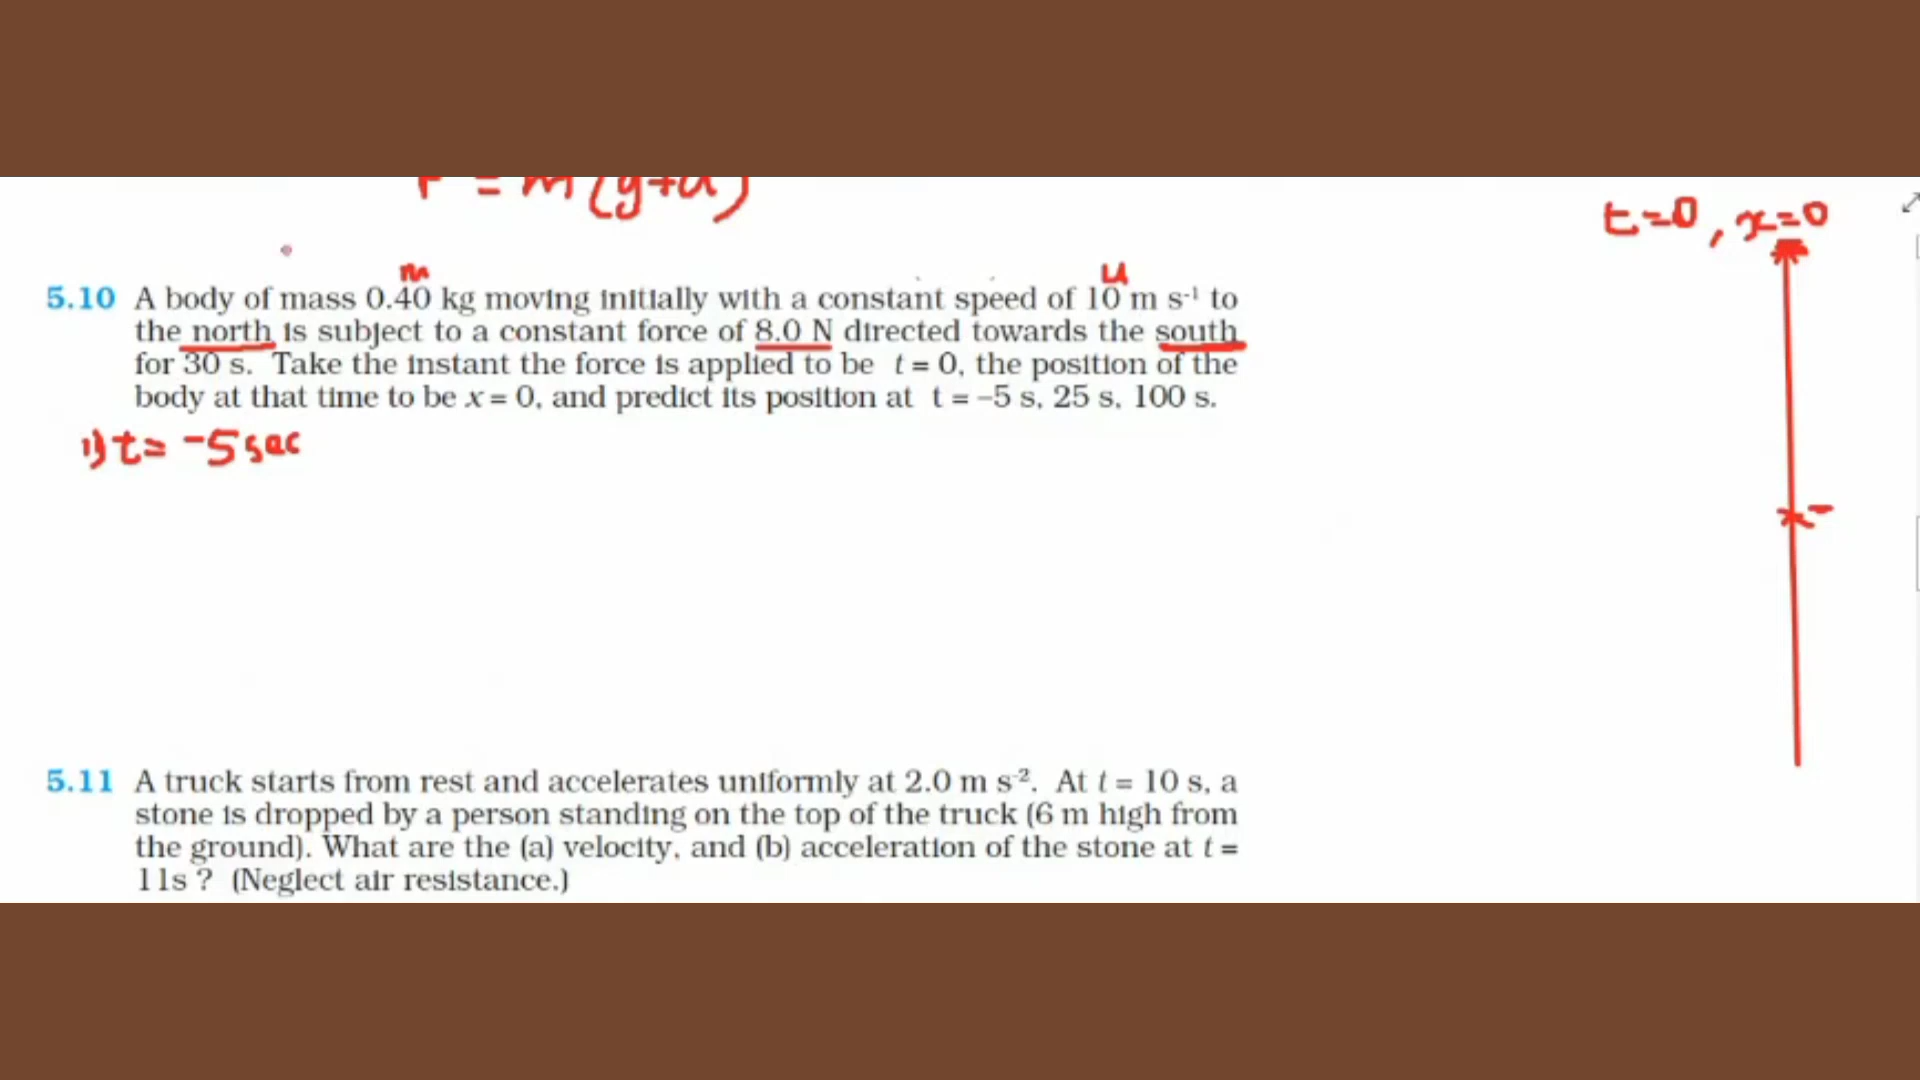 F = m(g+a)
t=0, x=0
m
u
5.10 A body of mass 0.40 kg moving initially with a constant speed of 10 m s-1 to
the north is subject to a constant force of 8.0 N directed towards the south
for 30 s. Take the instant the force is applied to be t = 0, the position of the
body at that time to be x = 0, and predict its position at t = –5 s, 25 s, 100 s.
1) t= -5 sec
5.11 A truck starts from rest and accelerates uniformly at 2.0 m s-2. At t = 10 s, a
stone is dropped by a person standing on the top of the truck (6 m high from
the ground). What are the (a) velocity, and (b) acceleration of the stone at t =
11s ? (Neglect air resistance.)